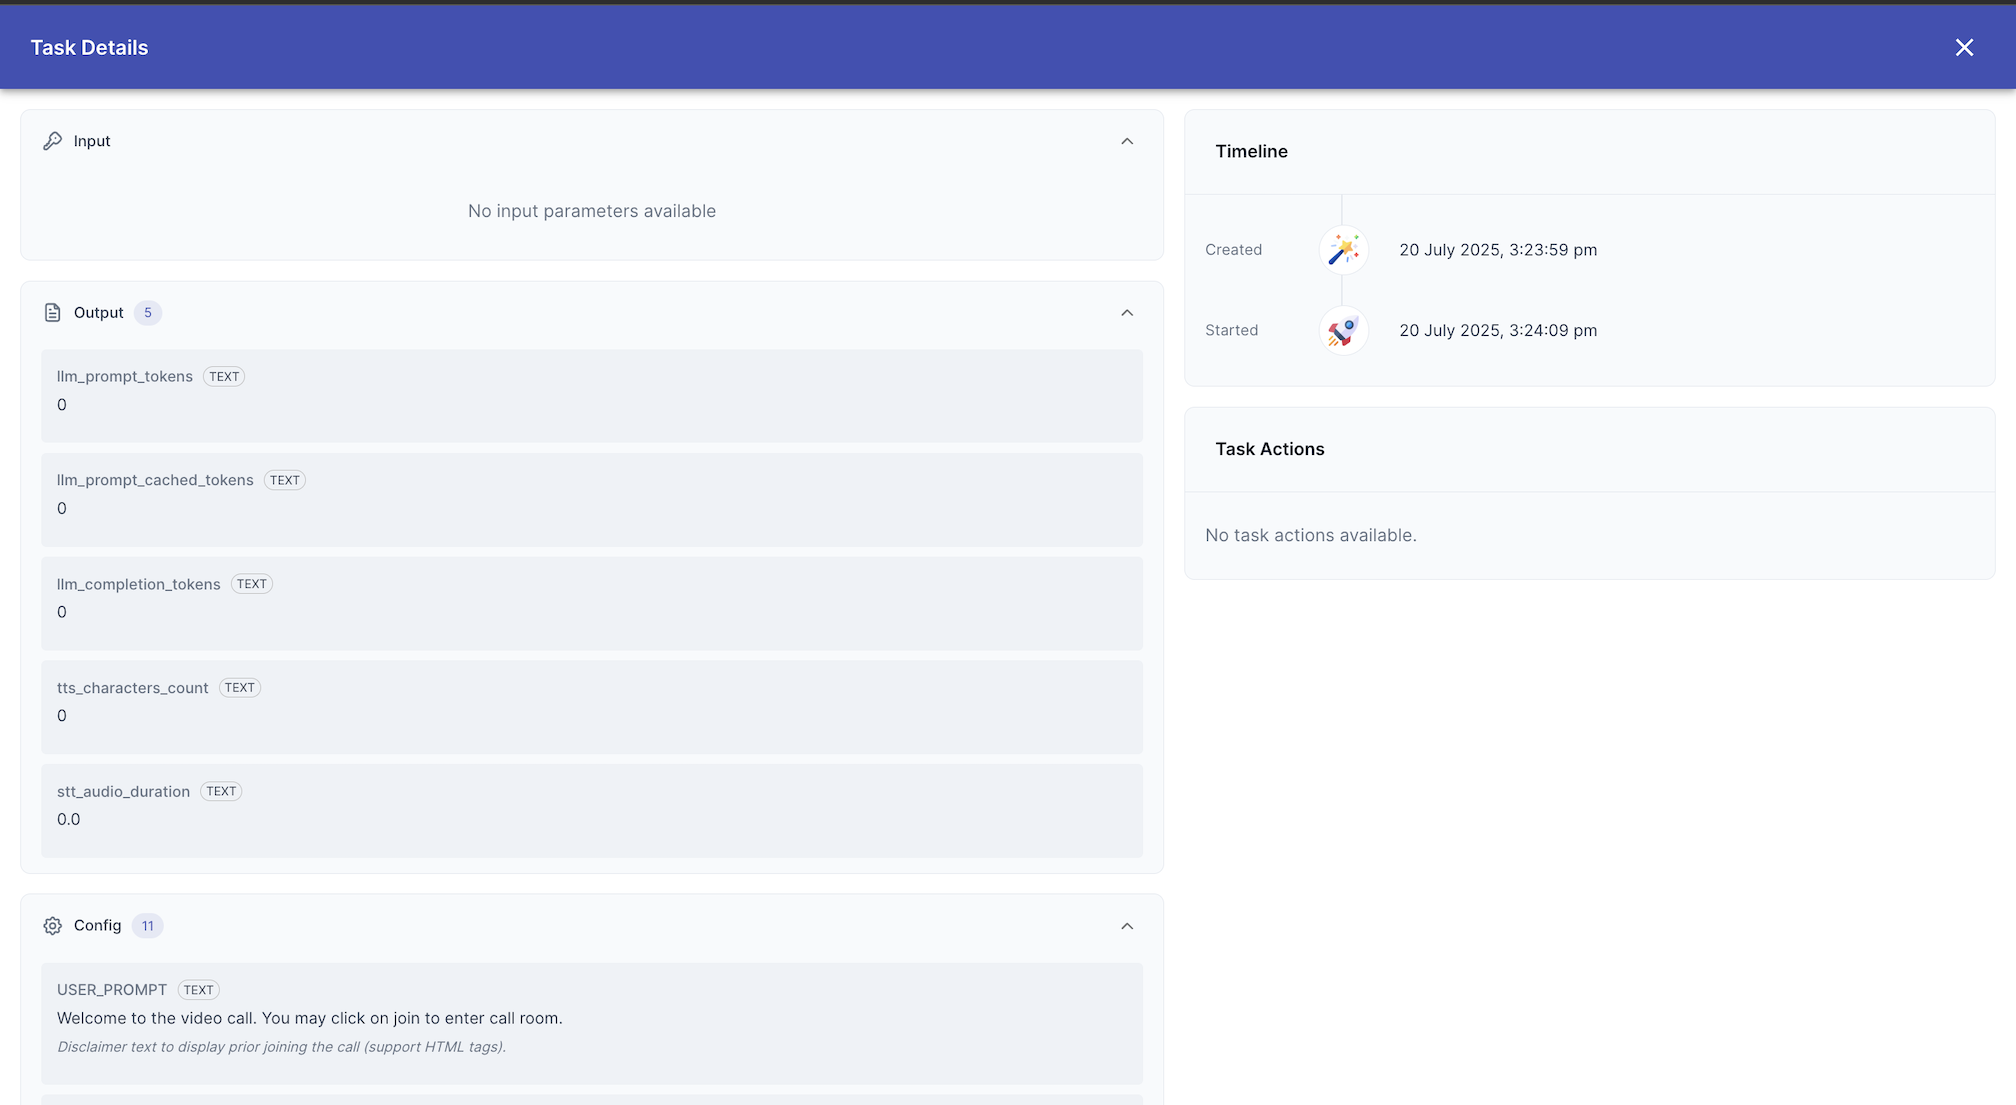 Task Details
Input
No input parameters available
Output 5
llm_prompt_tokens TEXT
0
llm_prompt_cached_tokens TEXT
0
llm_completion_tokens TEXT
0
tts_characters_count TEXT
0
stt_audio_duration TEXT
0.0
Config 11
USER_PROMPT TEXT
Welcome to the video call. You may click on join to enter call room.
Disclaimer text to display prior joining the call (support HTML tags).
Timeline
Created 20 July 2025, 3:23:59 pm
Started 20 July 2025, 3:24:09 pm
Task Actions
No task actions available.